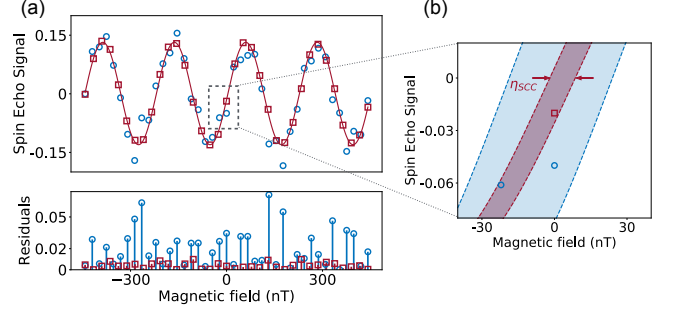 (a)
(b)
0.15
0
-0.15
Spin Echo Signal
0.05
0.02
0
Residuals
−300
0
300
Magnetic field (nT)
0
-0.03
-0.06
Spin Echo Signal
ηSCC
-30
0
30
Magnetic field (nT)